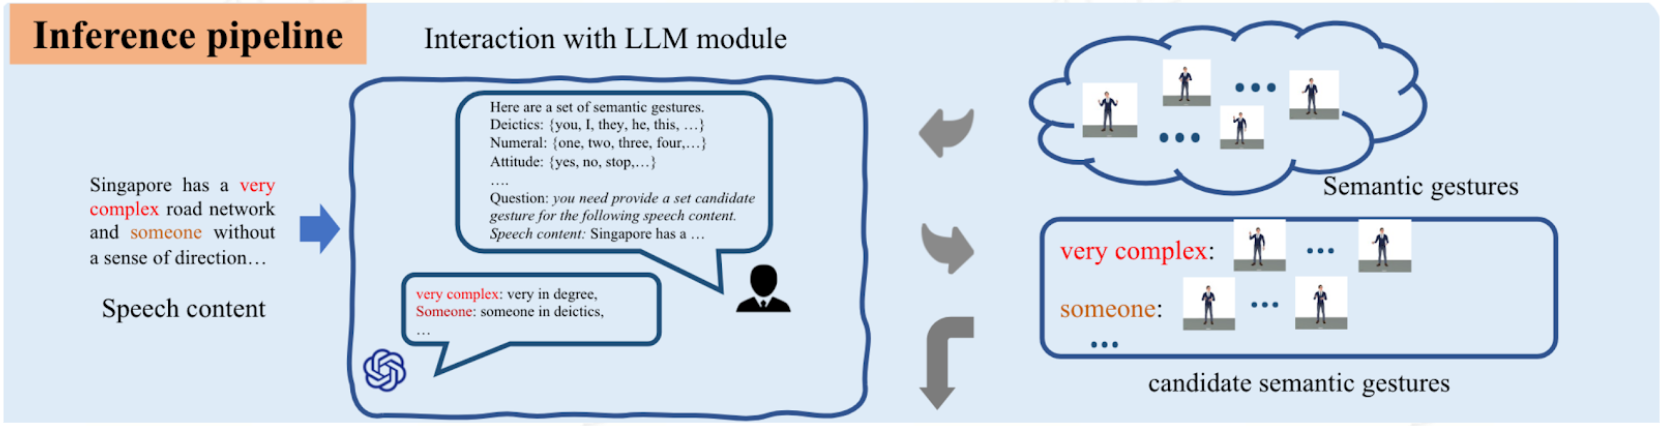 Inference pipeline
Interaction with LLM module
Here are a set of semantic gestures.
Deictics: {you, I, they, he, this, …}
Numeral: {one, two, three, four,…}
Attitude: {yes, no, stop,…}
….
Question: you need provide a set candidate
gesture for the following speech content.
Speech content: Singapore has a …
Singapore has a very
complex road network
and someone without
a sense of direction…
Speech content
very complex: very in degree,
Someone: someone in deictics,
…
Semantic gestures
very complex:
someone:
candidate semantic gestures